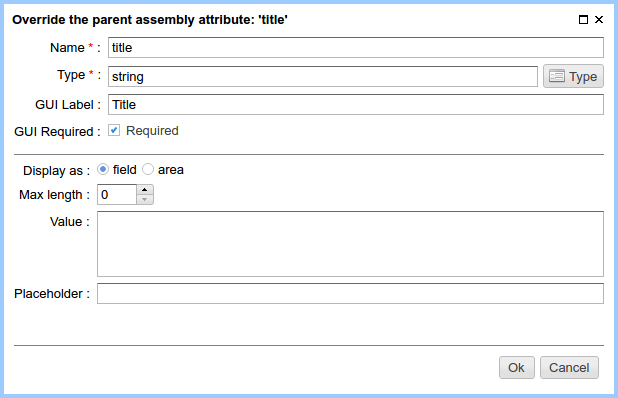 Override the parent assembly attribute: 'title'
Name * : title
Type * : string Type
GUI Label : Title
GUI Required : Required
Display as : field area
Max length : 0
Value :
Placeholder :
Ok Cancel